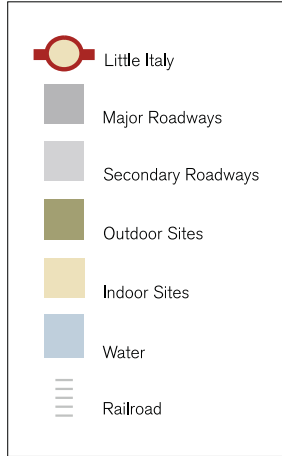 Little Italy
Major Roadways
Secondary Roadways
Outdoor Sites
Indoor Sites
Water
Railroad